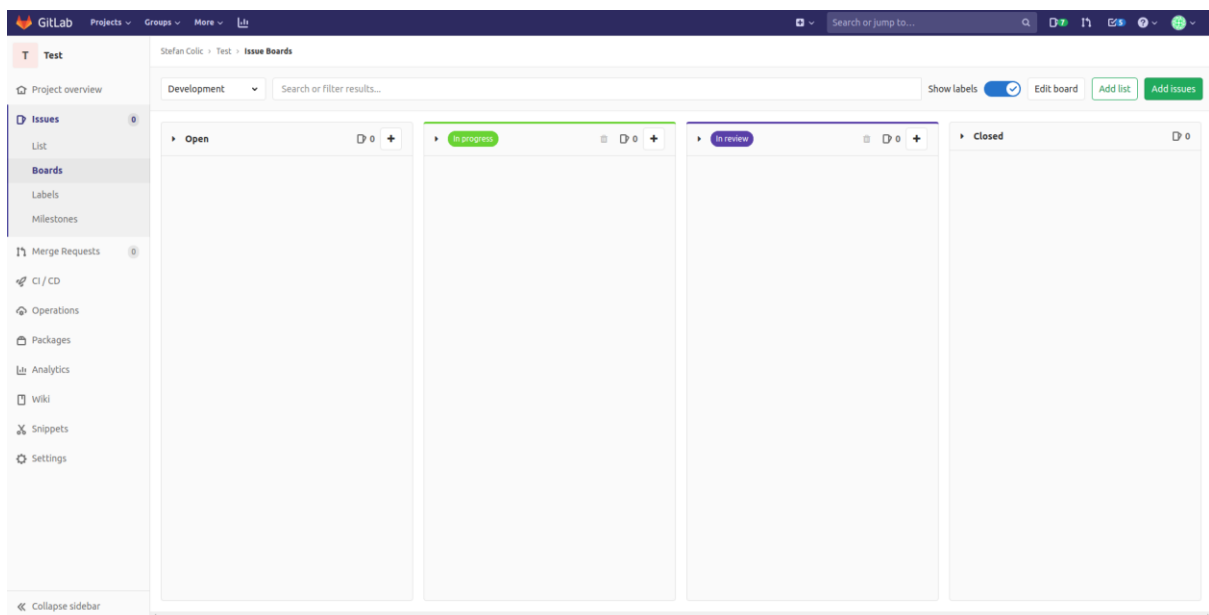 GitLab Projects Groups More Search or jump to... 7 5
T Test
Stefan Colic › Test › Issue Boards
Project overview
Development Search or filter results... Show labels Edit board Add list Add issues
Issues 0
Open 0 + In progress 0 + In review 0 + Closed 0
List
Boards
Labels
Milestones
Merge Requests 0
CI / CD
Operations
Packages
Analytics
Wiki
Snippets
Settings
« Collapse sidebar